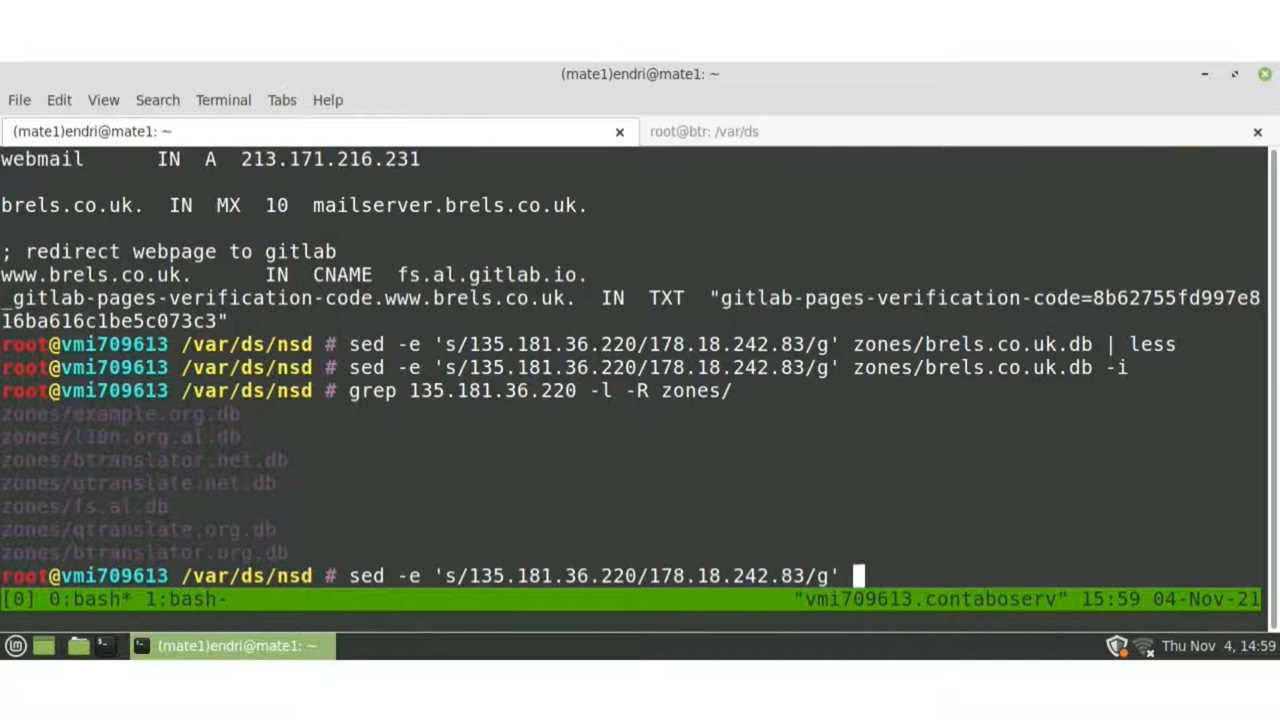 (mate1)endri@mate1: ~
File Edit View Search Terminal Tabs Help
(mate1)endri@mate1: ~ root@btr: /var/ds
webmail IN A 213.171.216.231
brels.co.uk. IN MX 10 mailserver.brels.co.uk.
; redirect webpage to gitlab
www.brels.co.uk. IN CNAME fs.al.gitlab.io.
_gitlab-pages-verification-code.www.brels.co.uk. IN TXT "gitlab-pages-verification-code=8b62755fd997e8
16ba616c1be5c073c3"
root@vmi709613 /var/ds/nsd # sed -e 's/135.181.36.220/178.18.242.83/g' zones/brels.co.uk.db | less
root@vmi709613 /var/ds/nsd # sed -e 's/135.181.36.220/178.18.242.83/g' zones/brels.co.uk.db -i
root@vmi709613 /var/ds/nsd # grep 135.181.36.220 -l -R zones/
zones/example.org.db
zones/l10n.org.al.db
zones/btranslator.net.db
zones/qtranslate.net.db
zones/fs.al.db
zones/qtranslate.org.db
zones/btranslator.org.db
root@vmi709613 /var/ds/nsd # sed -e 's/135.181.36.220/178.18.242.83/g'
[0] 0:bash* 1:bash- "vmi709613.contaboserv" 15:59 04-Nov-21
(mate1)endri@mate1: ~ Thu Nov 4, 14:59